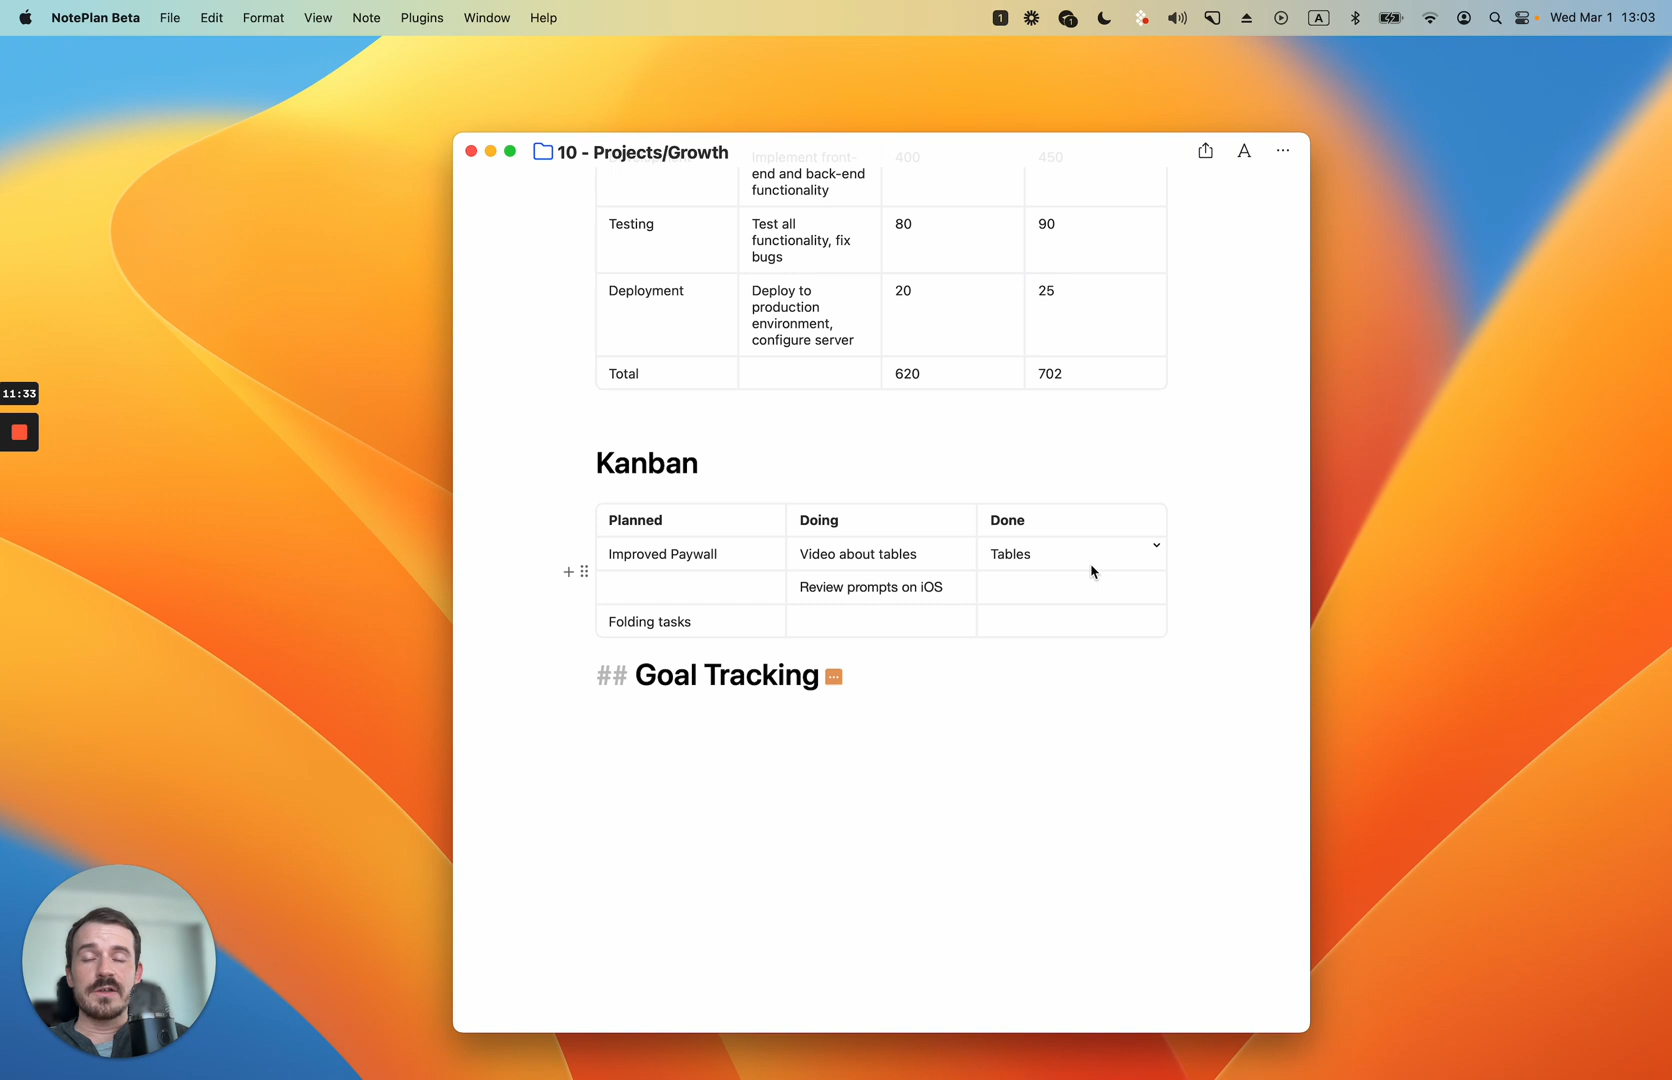 NotePlan Beta File Edit Format View Note Plugins Window Help 1 1 A Wed Mar 1 13:03
10 - Projects/Growth
Implement front- 400 450
end and back-end
functionality
Testing Test all 80 90
functionality, fix
bugs
Deployment Deploy to 20 25
production
environment,
configure server
Total 620 702
11:33
Kanban
Planned Doing Done
Improved Paywall Video about tables Tables
Review prompts on iOS
Folding tasks
## Goal Tracking